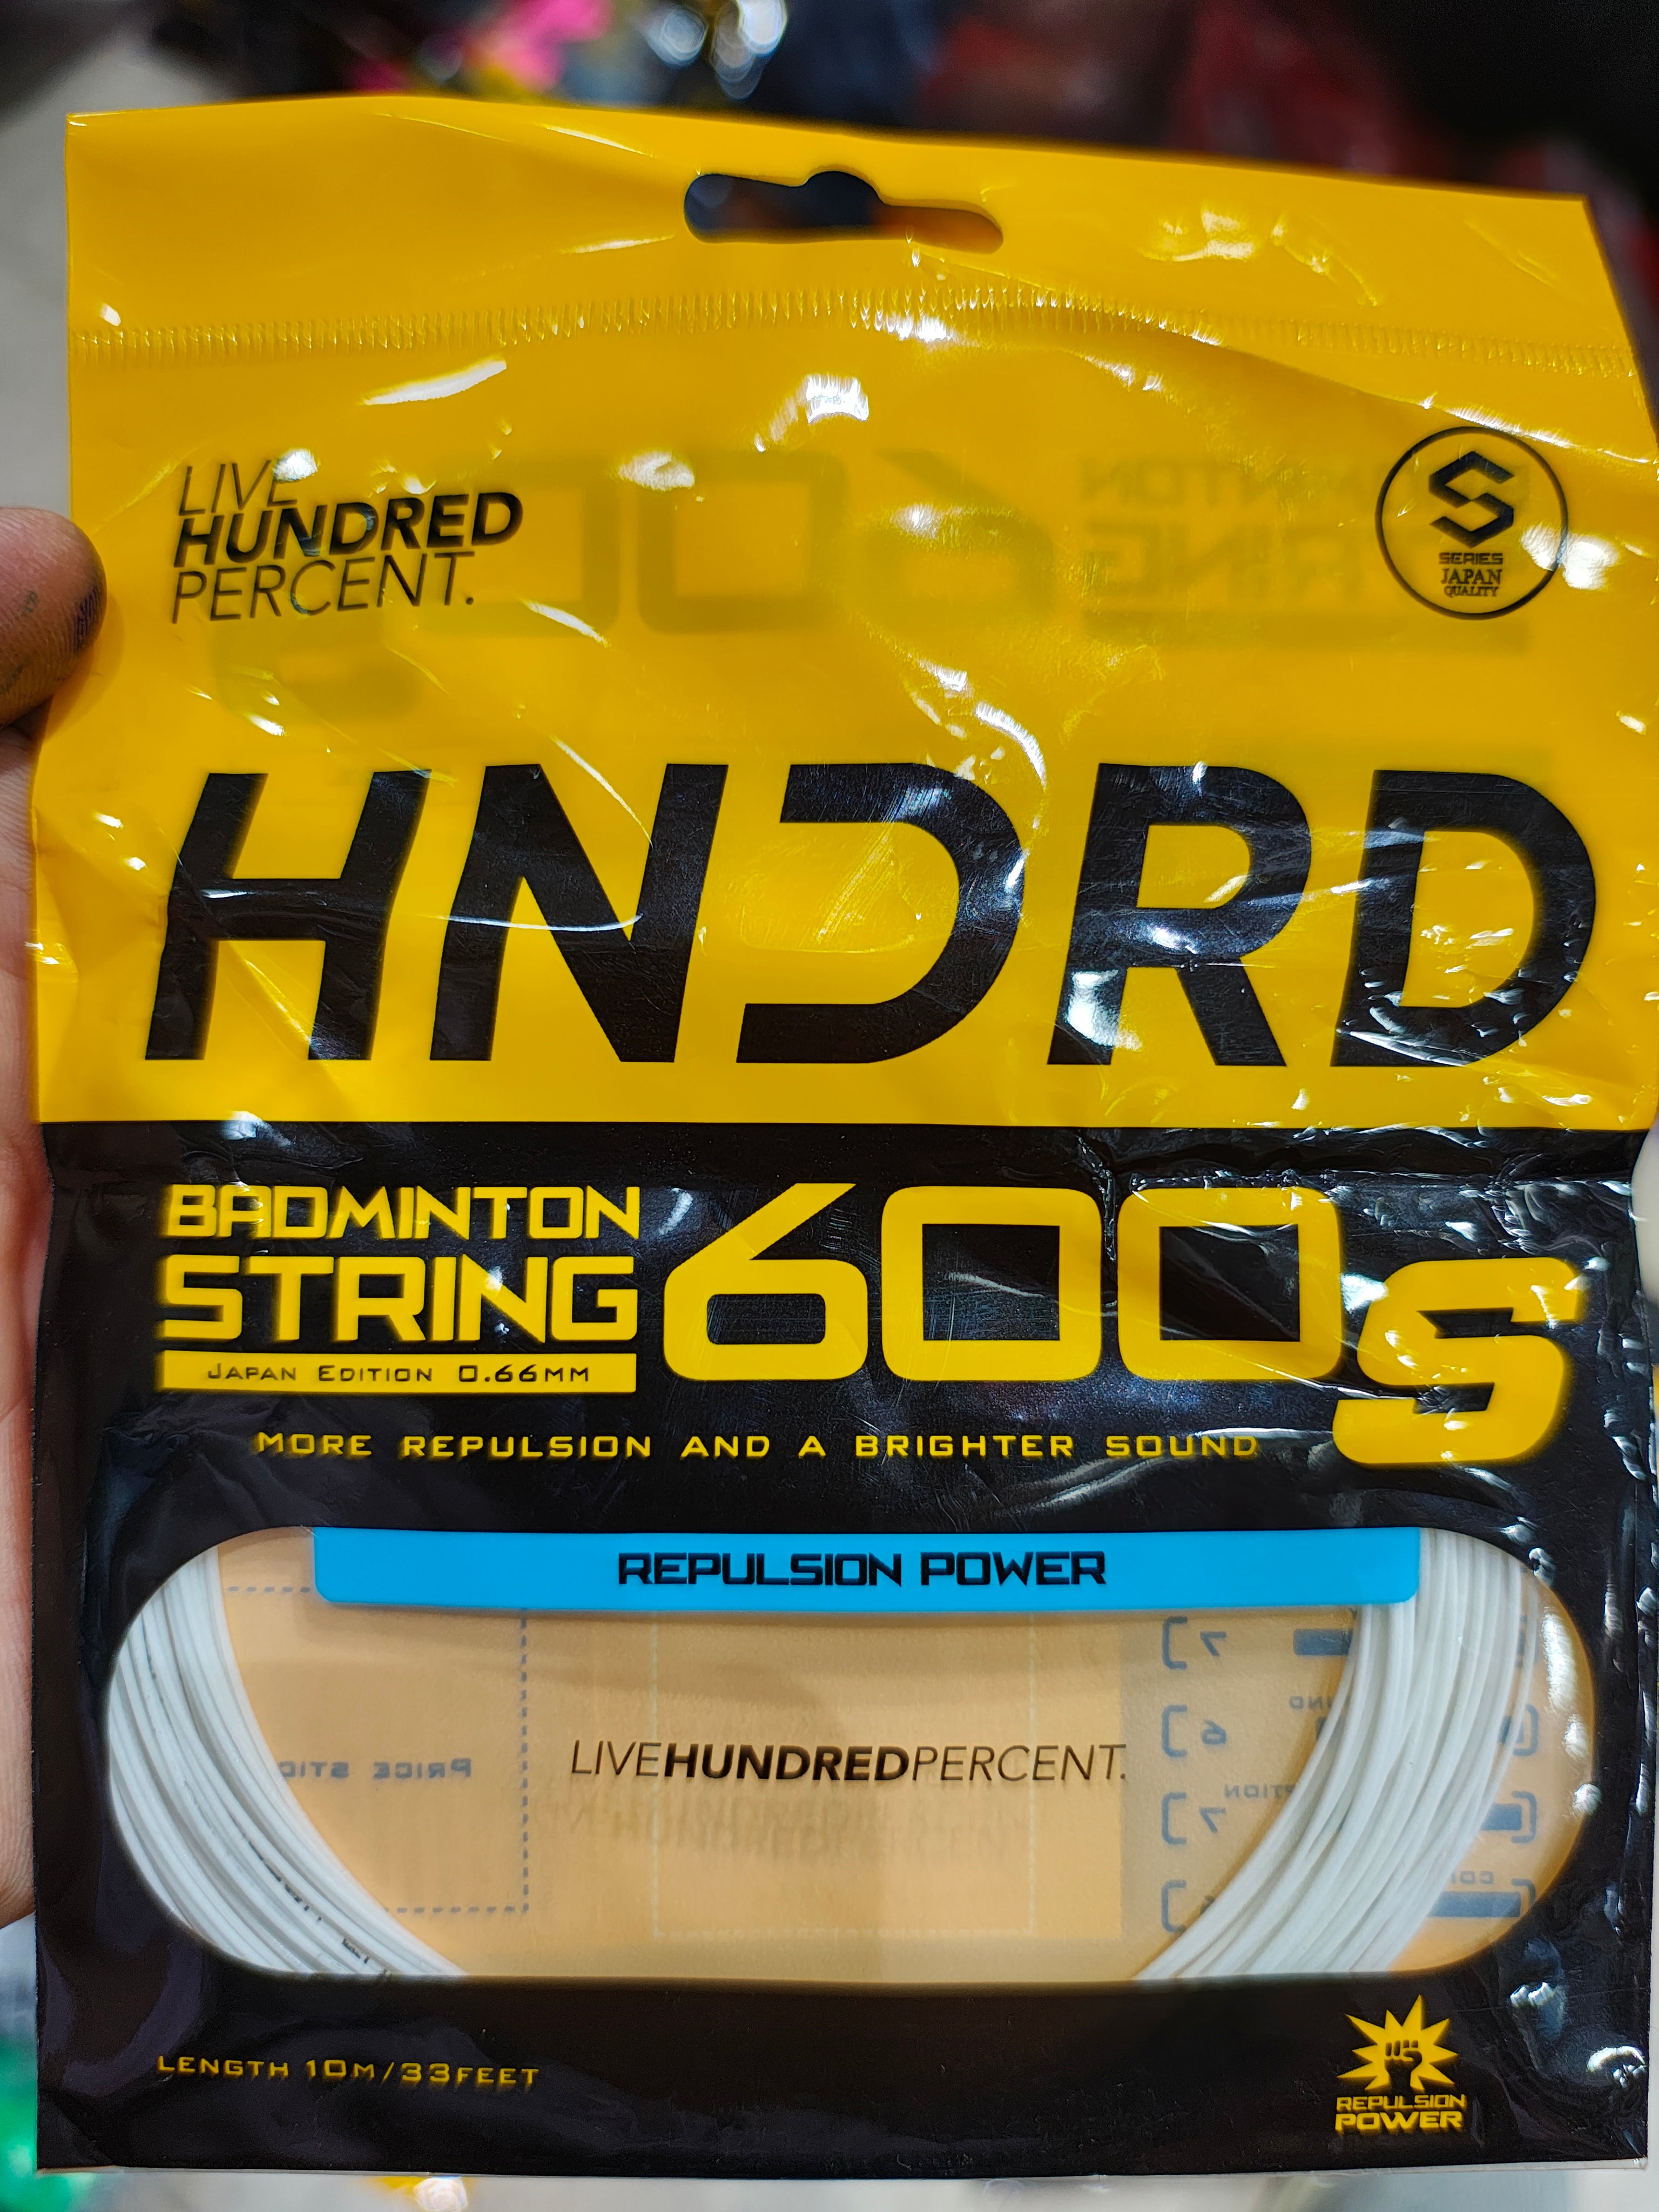 LIVE
HUNDRED
PERCENT.
S
SERIES
JAPAN
QUALITY
HNDRD
BADMINTON
STRING
JAPAN EDITION 0.66MM
600S
MORE REPULSION AND A BRIGHTER SOUND
REPULSION POWER
LIVEHUNDREDPERCENT.
LENGTH 10M/33FEET
REPULSION
POWER